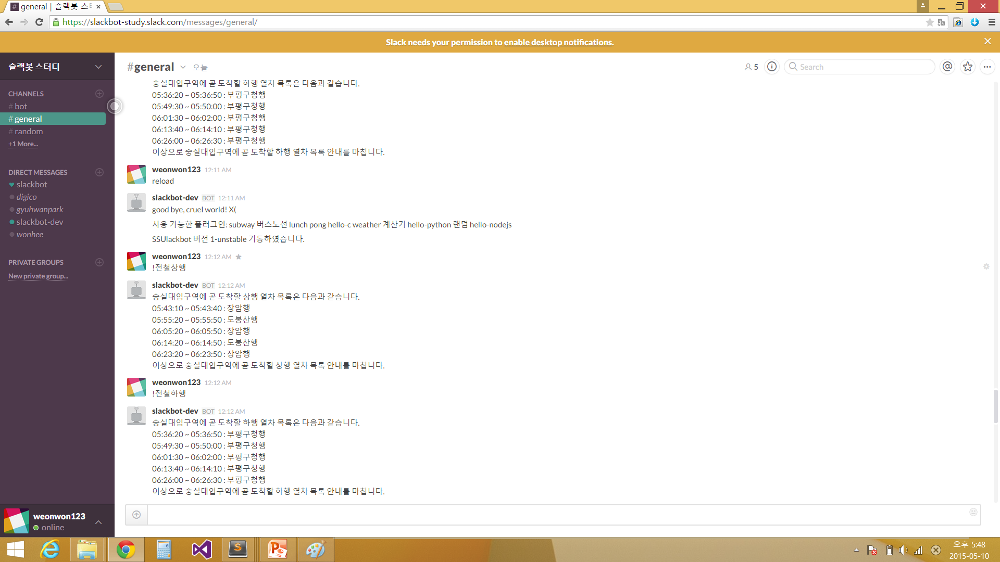 general | 슬랙봇 스터
https://slackbot-study.slack.com/messages/general/
Slack needs your permission to enable desktop notifications.
슬랙봇 스터디
#general 오늘
5
Search
CHANNELS
# bot
# general
# random
+1 More...
DIRECT MESSAGES
slackbot
digico
gyuhwanpark
slackbot-dev
wonhee
PRIVATE GROUPS
New private group...
weonwon123
online
숭실대입구역에 곧 도착할 하행 열차 목록은 다음과 같습니다.
05:36:20 ~ 05:36:50 : 부평구청행
05:49:30 ~ 05:50:00 : 부평구청행
06:01:30 ~ 06:02:00 : 부평구청행
06:13:40 ~ 06:14:10 : 부평구청행
06:26:00 ~ 06:26:30 : 부평구청행
이상으로 숭실대입구역에 곧 도착할 하행 열차 목록 안내를 마칩니다.
weonwon123 12:11 AM
reload
slackbot-dev BOT 12:11 AM
good bye, cruel world! X(
사용 가능한 플러그인: subway 버스노선 lunch pong hello-c weather 계산기 hello-python 랜덤 hello-nodejs
SSUlackbot 버전 1-unstable 기동하였습니다.
weonwon123 12:12 AM
!전철상행
slackbot-dev BOT 12:12 AM
숭실대입구역에 곧 도착할 상행 열차 목록은 다음과 같습니다.
05:43:10 ~ 05:43:40 : 장암행
05:55:20 ~ 05:55:50 : 도봉산행
06:05:20 ~ 06:05:50 : 장암행
06:14:20 ~ 06:14:50 : 도봉산행
06:23:20 ~ 06:23:50 : 장암행
이상으로 숭실대입구역에 곧 도착할 상행 열차 목록 안내를 마칩니다.
weonwon123 12:12 AM
!전철하행
slackbot-dev BOT 12:12 AM
숭실대입구역에 곧 도착할 하행 열차 목록은 다음과 같습니다.
05:36:20 ~ 05:36:50 : 부평구청행
05:49:30 ~ 05:50:00 : 부평구청행
06:01:30 ~ 06:02:00 : 부평구청행
06:13:40 ~ 06:14:10 : 부평구청행
06:26:00 ~ 06:26:30 : 부평구청행
이상으로 숭실대입구역에 곧 도착할 하행 열차 목록 안내를 마칩니다.
오후 5:48
2015-05-10